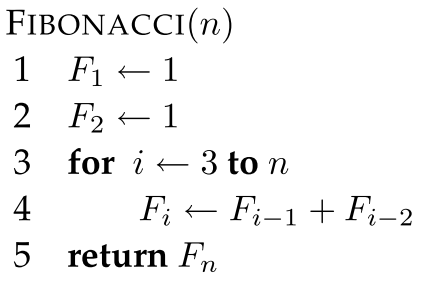 FIBONACCI(n)
1 F₁ ← 1
2 F₂ ← 1
3 for i ← 3 to n
4 Fᵢ ← Fᵢ₋₁ + Fᵢ₋₂
5 return Fₙ